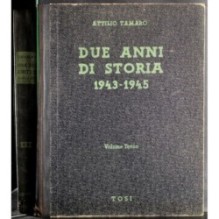 ATTILIO TAMARO
DUE ANNI
DI STORIA
1943-1945
Volume Terzo
TOSI